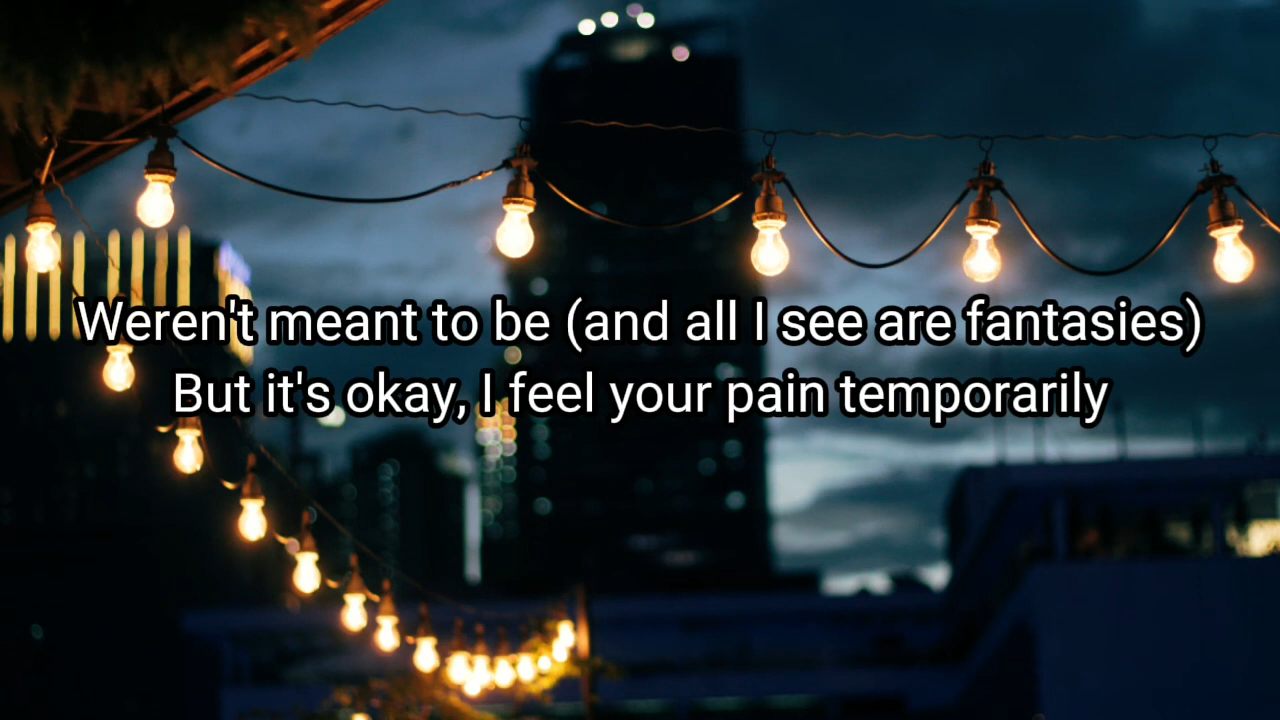 Weren't meant to be (and all I see are fantasies)
But it's okay, I feel your pain temporarily